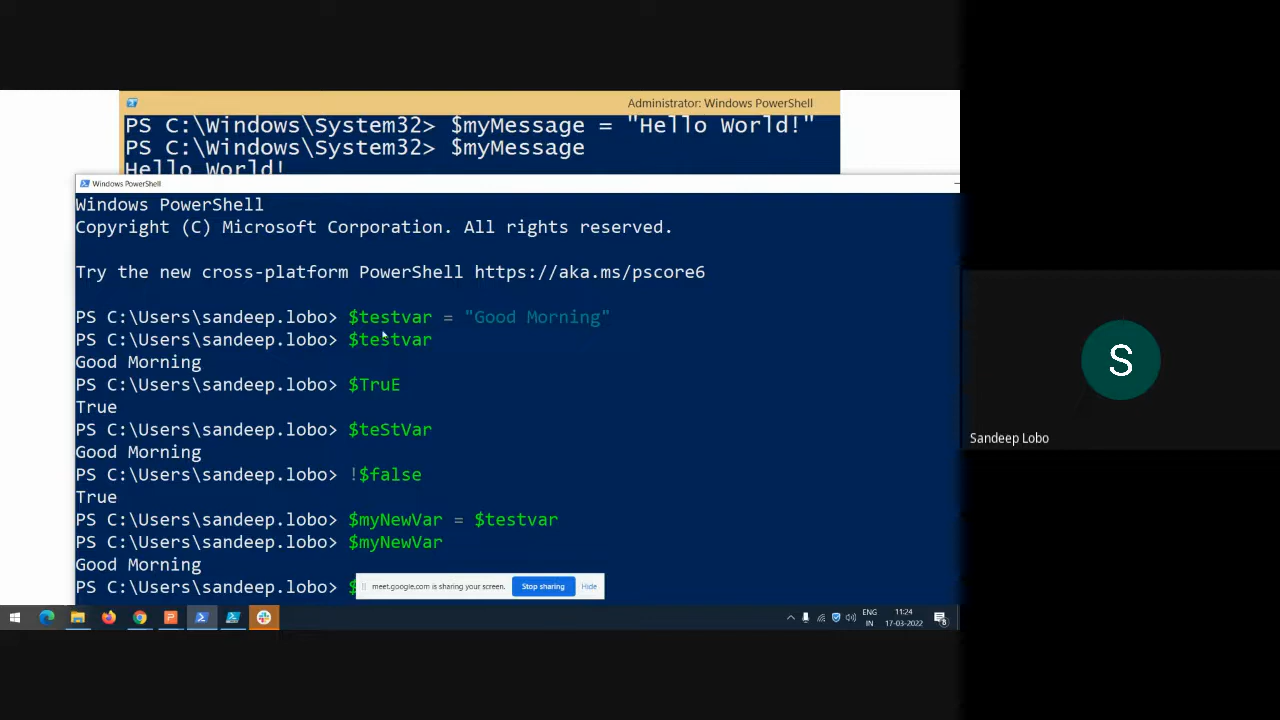 Administrator: Windows PowerShell
PS C:\Windows\System32> $myMessage = "Hello World!"
PS C:\Windows\System32> $myMessage
Hello World!
Windows PowerShell
Windows PowerShell
Copyright (C) Microsoft Corporation. All rights reserved.
Try the new cross-platform PowerShell https://aka.ms/pscore6
PS C:\Users\sandeep.lobo> $testvar = "Good Morning"
PS C:\Users\sandeep.lobo> $testvar
Good Morning
PS C:\Users\sandeep.lobo> $TruE
True
PS C:\Users\sandeep.lobo> $teStVar
Good Morning
PS C:\Users\sandeep.lobo> !$false
True
PS C:\Users\sandeep.lobo> $myNewVar = $testvar
PS C:\Users\sandeep.lobo> $myNewVar
Good Morning
PS C:\Users\sandeep.lobo> $
meet.google.com is sharing your screen. Stop sharing Hide
S
Sandeep Lobo
ENG 11:24
IN 17-03-2022